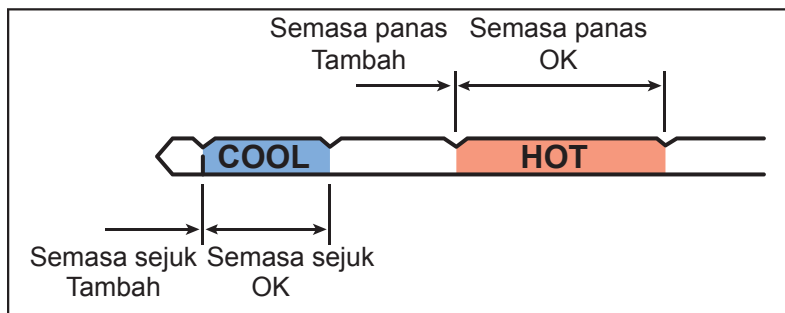 Semasa panas
Tambah
Semasa panas
OK
COOL
HOT
Semasa sejuk
Tambah
Semasa sejuk
OK